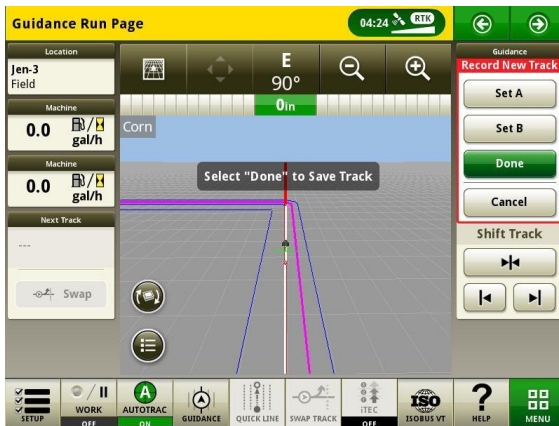 Guidance Run Page
04:24
RTK
Location
Jen-3
Field
Machine
0.0
gal/h
Machine
0.0
gal/h
Next Track
---
Swap
E
90°
0in
Corn
Select "Done" to Save Track
Guidance
Record New Track
Set A
Set B
Done
Cancel
Shift Track
SETUP
WORK
OFF
A
AUTOTRAC
ON
GUIDANCE
QUICK LINE
SWAP TRACK
iTEC
OFF
ISO
ISOBUS VT
?
HELP
MENU